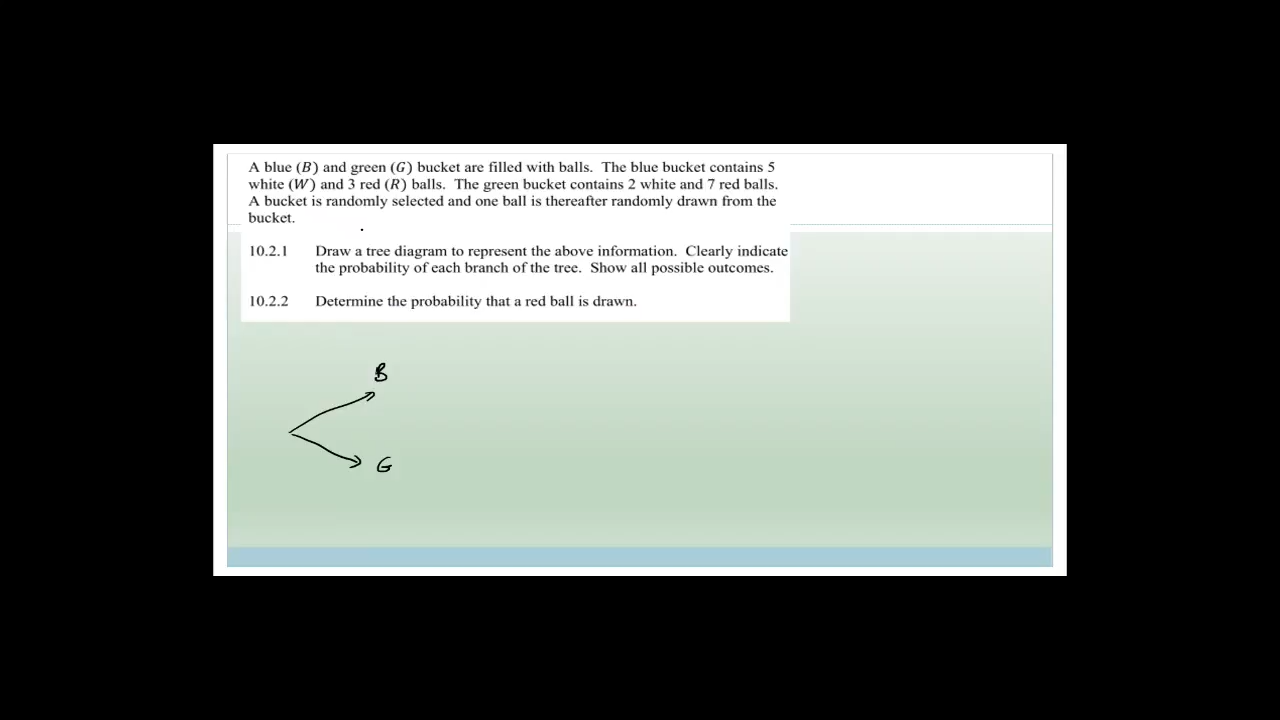 A blue (B) and green (G) bucket are filled with balls. The blue bucket contains 5
white (W) and 3 red (R) balls. The green bucket contains 2 white and 7 red balls.
A bucket is randomly selected and one ball is thereafter randomly drawn from the
bucket.
10.2.1 Draw a tree diagram to represent the above information. Clearly indicate
the probability of each branch of the tree. Show all possible outcomes.
10.2.2 Determine the probability that a red ball is drawn.
B
G